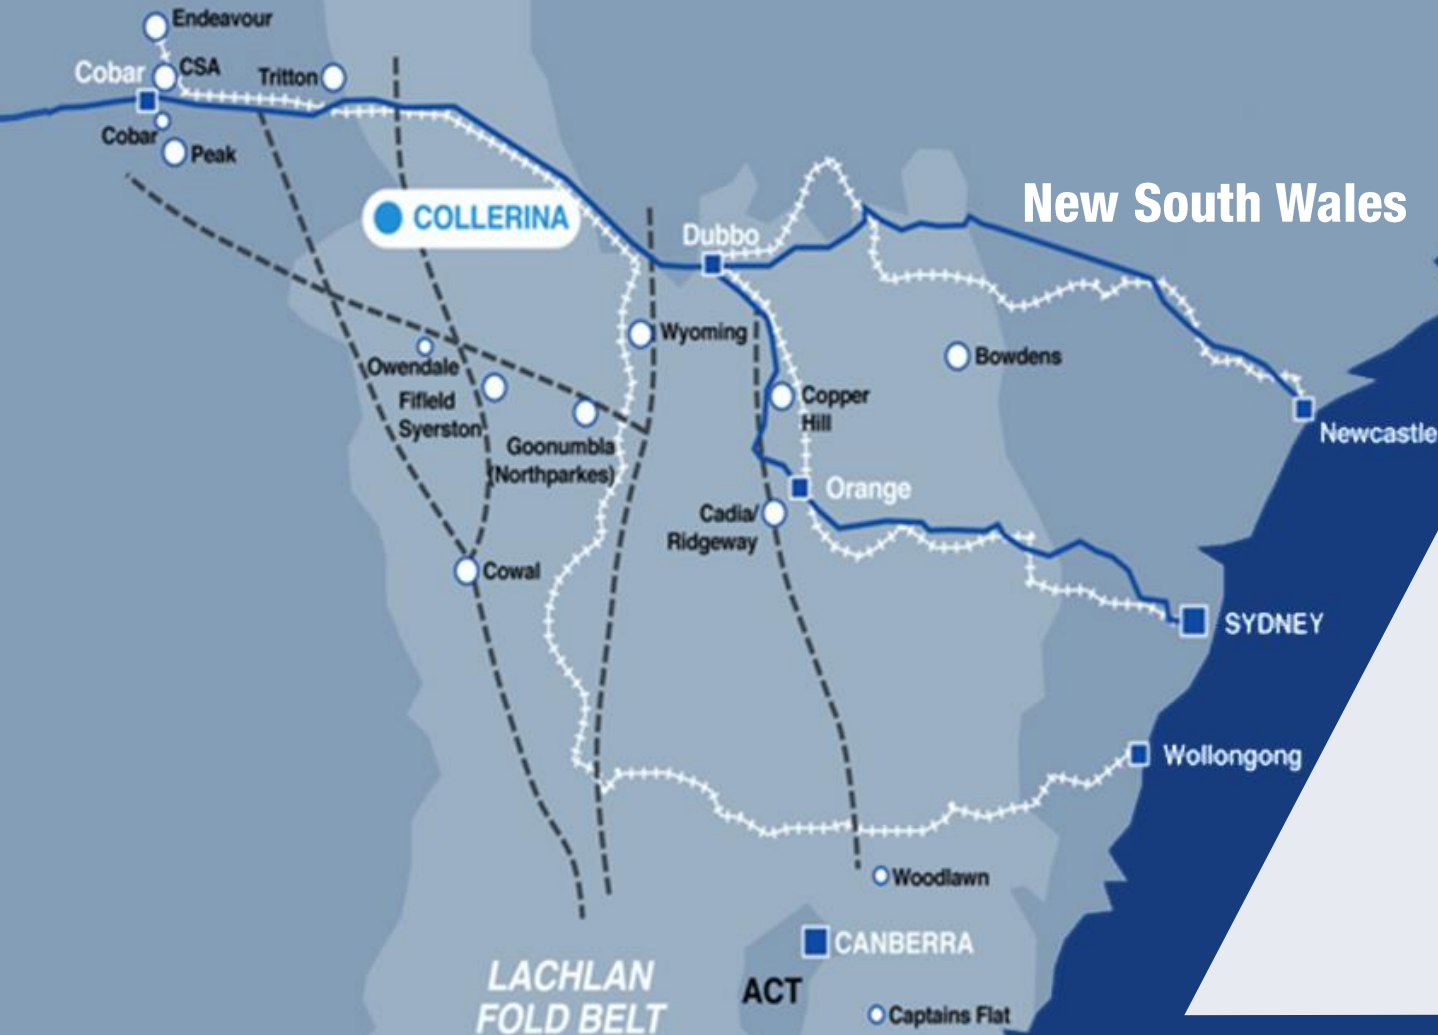 Endeavour
Cobar
CSA
Tritton
Cobar
Peak
New South Wales
COLLERINA
Dubbo
Wyoming
Bowdens
Owendale
Fifield
Syerston
Copper
Hill
Goonumbla
(Northparkes)
Newcastle
Orange
Cadia/
Ridgeway
Cowal
SYDNEY
Wollongong
Woodlawn
CANBERRA
LACHLAN
FOLD BELT
ACT
Captains Flat